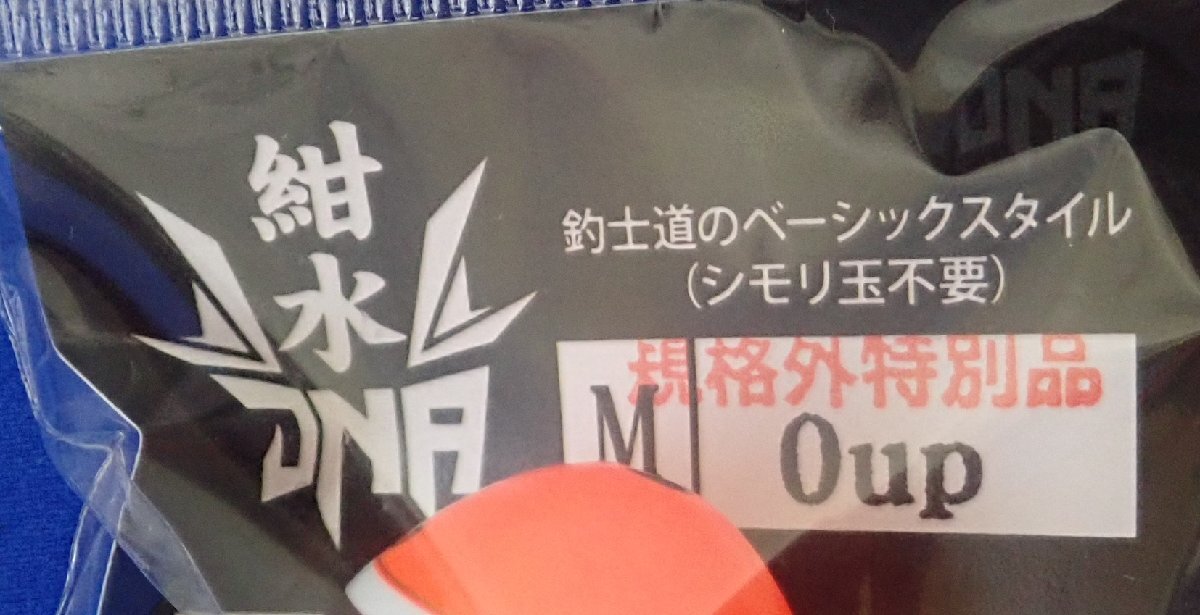 紺水
DNA
釣士道のベーシックスタイル
(シモリ玉不要)
規格外特別品
M 0up
DNA